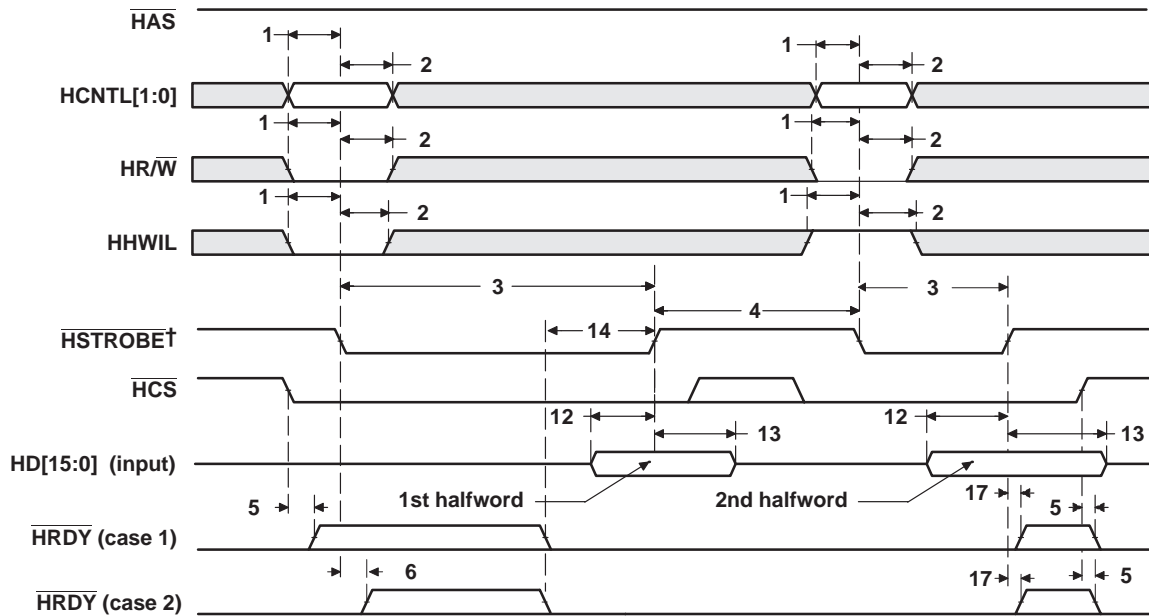 HAS
1
1
2
2
HCNTL[1:0]
1
1
2
2
HR/W
1
1
2
2
HHWIL
3
3
4
14
HSTROBE†
HCS
12
12
13
13
HD[15:0] (input)
1st halfword
2nd halfword
17
5
5
HRDY (case 1)
6
17
5
HRDY (case 2)